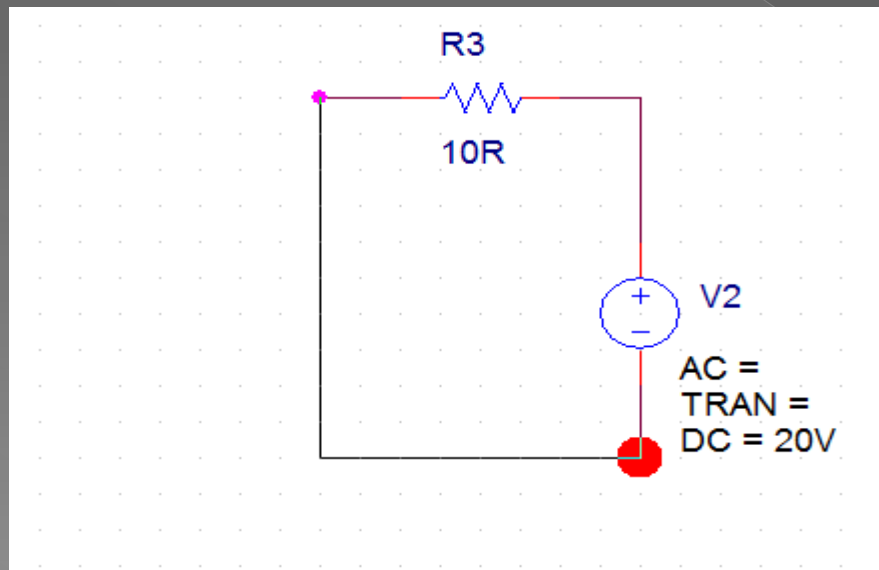 R3
10R
+
V2
−
AC =
TRAN =
DC = 20V